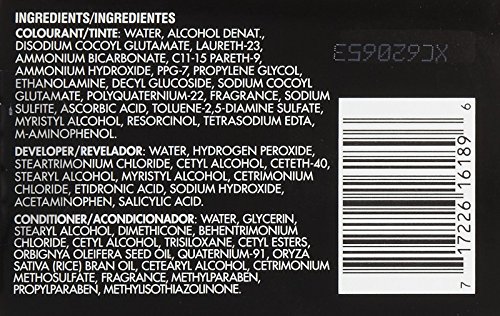 INGREDIENTS/INGREDIENTES
COLOURANT/TINTE: WATER, ALCOHOL DENAT.,
DISODIUM COCOYL GLUTAMATE, LAURETH-23,
AMMONIUM BICARBONATE, C11-15 PARETH-9,
AMMONIUM HYDROXIDE, PPG-7, PROPYLENE GLYCOL,
ETHANOLAMINE, DECYL GLUCOSIDE, SODIUM COCOYL
GLUTAMATE, POLYQUATERNIUM-22, FRAGRANCE, SODIUM
SULFITE, ASCORBIC ACID, TOLUENE-2,5-DIAMINE SULFATE,
MYRISTYL ALCOHOL, RESORCINOL, TETRASODIUM EDTA,
M-AMINOPHENOL.
DEVELOPER/REVELADOR: WATER, HYDROGEN PEROXIDE,
STEARTRIMONIUM CHLORIDE, CETYL ALCOHOL, CETETH-40,
STEARYL ALCOHOL, MYRISTYL ALCOHOL, CETRIMONIUM
CHLORIDE, ETIDRONIC ACID, SODIUM HYDROXIDE,
ACETAMINOPHEN, SALICYLIC ACID.
CONDITIONER/ACONDICIONADOR: WATER, GLYCERIN,
STEARYL ALCOHOL, DIMETHICONE, BEHENTRIMONIUM
CHLORIDE, CETYL ALCOHOL, TRISILOXANE, CETYL ESTERS,
ORBIGNYA OLEIFERA SEED OIL, QUATERNIUM-91, ORYZA
SATIVA (RICE) BRAN OIL, CETEARYL ALCOHOL, CETRIMONIUM
METHOSULFATE, FRAGRANCE, METHYLPARABEN,
PROPYLPARABEN, METHYLISOTHIAZOLINONE.
XC620653
7 17226 16189 6